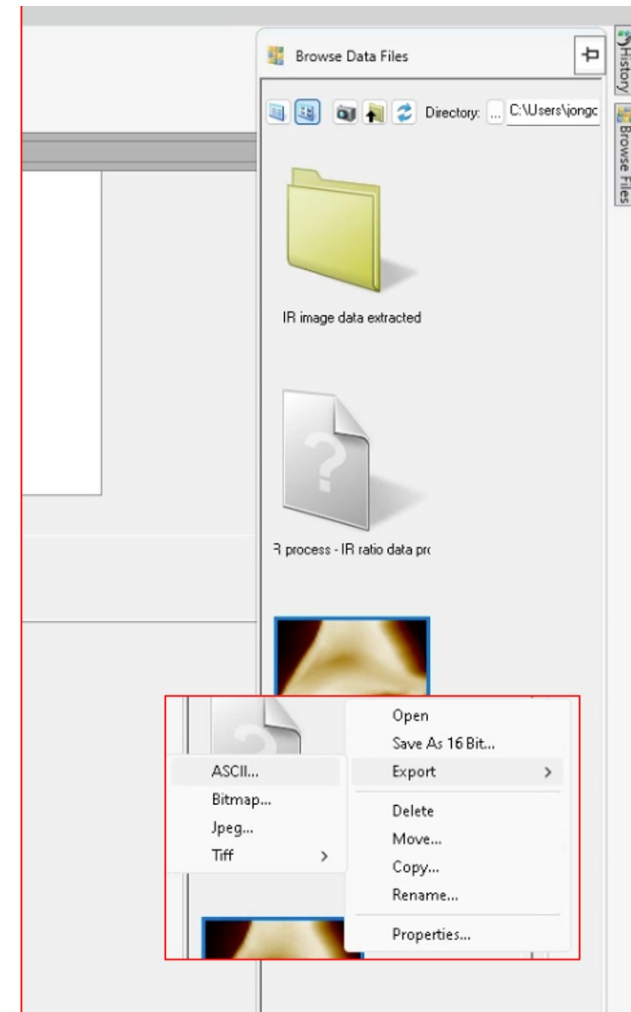 Browse Data Files
History
Browse Files
Directory: ... C:\Users\jongc
IR image data extracted
?
R process - IR ratio data pro
Open
Save As 16 Bit...
Export >
Delete
Move...
Copy...
Rename...
Properties...
ASCII...
Bitmap...
Jpeg...
Tiff >